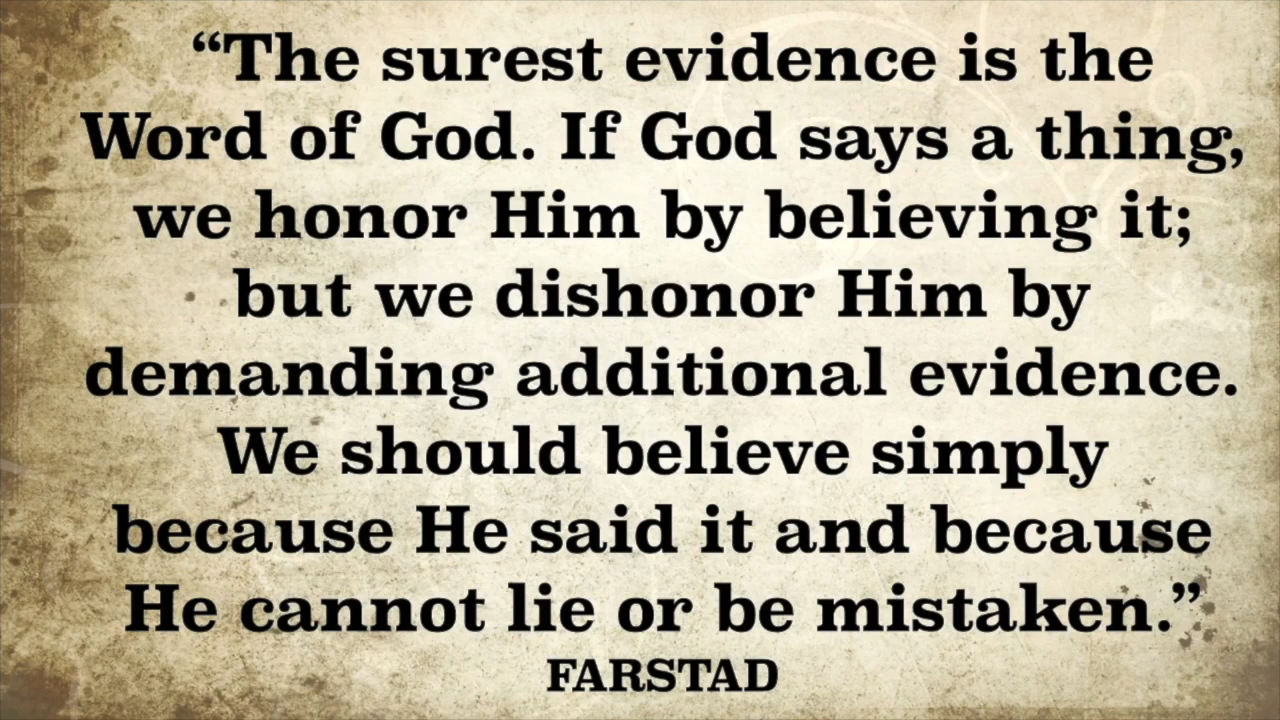 “The surest evidence is the
Word of God. If God says a thing,
we honor Him by believing it;
but we dishonor Him by
demanding additional evidence.
We should believe simply
because He said it and because
He cannot lie or be mistaken.”
FARSTAD